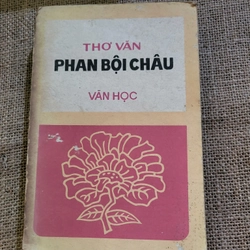 THƠ VĂN
PHAN BỘI CHÂU
VĂN HỌC